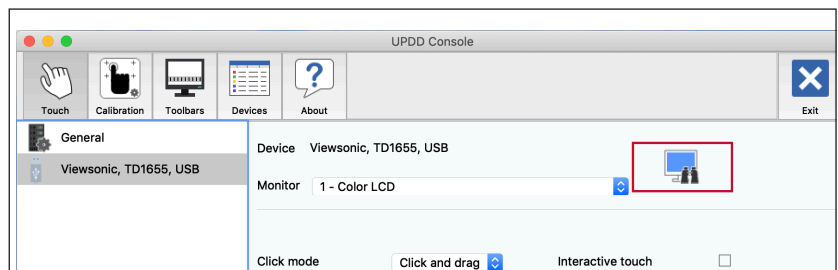 UPDD Console
Touch Calibration Toolbars Devices About Exit
General
Viewsonic, TD1655, USB
Device Viewsonic, TD1655, USB
Monitor 1 - Color LCD
Click mode Click and drag Interactive touch